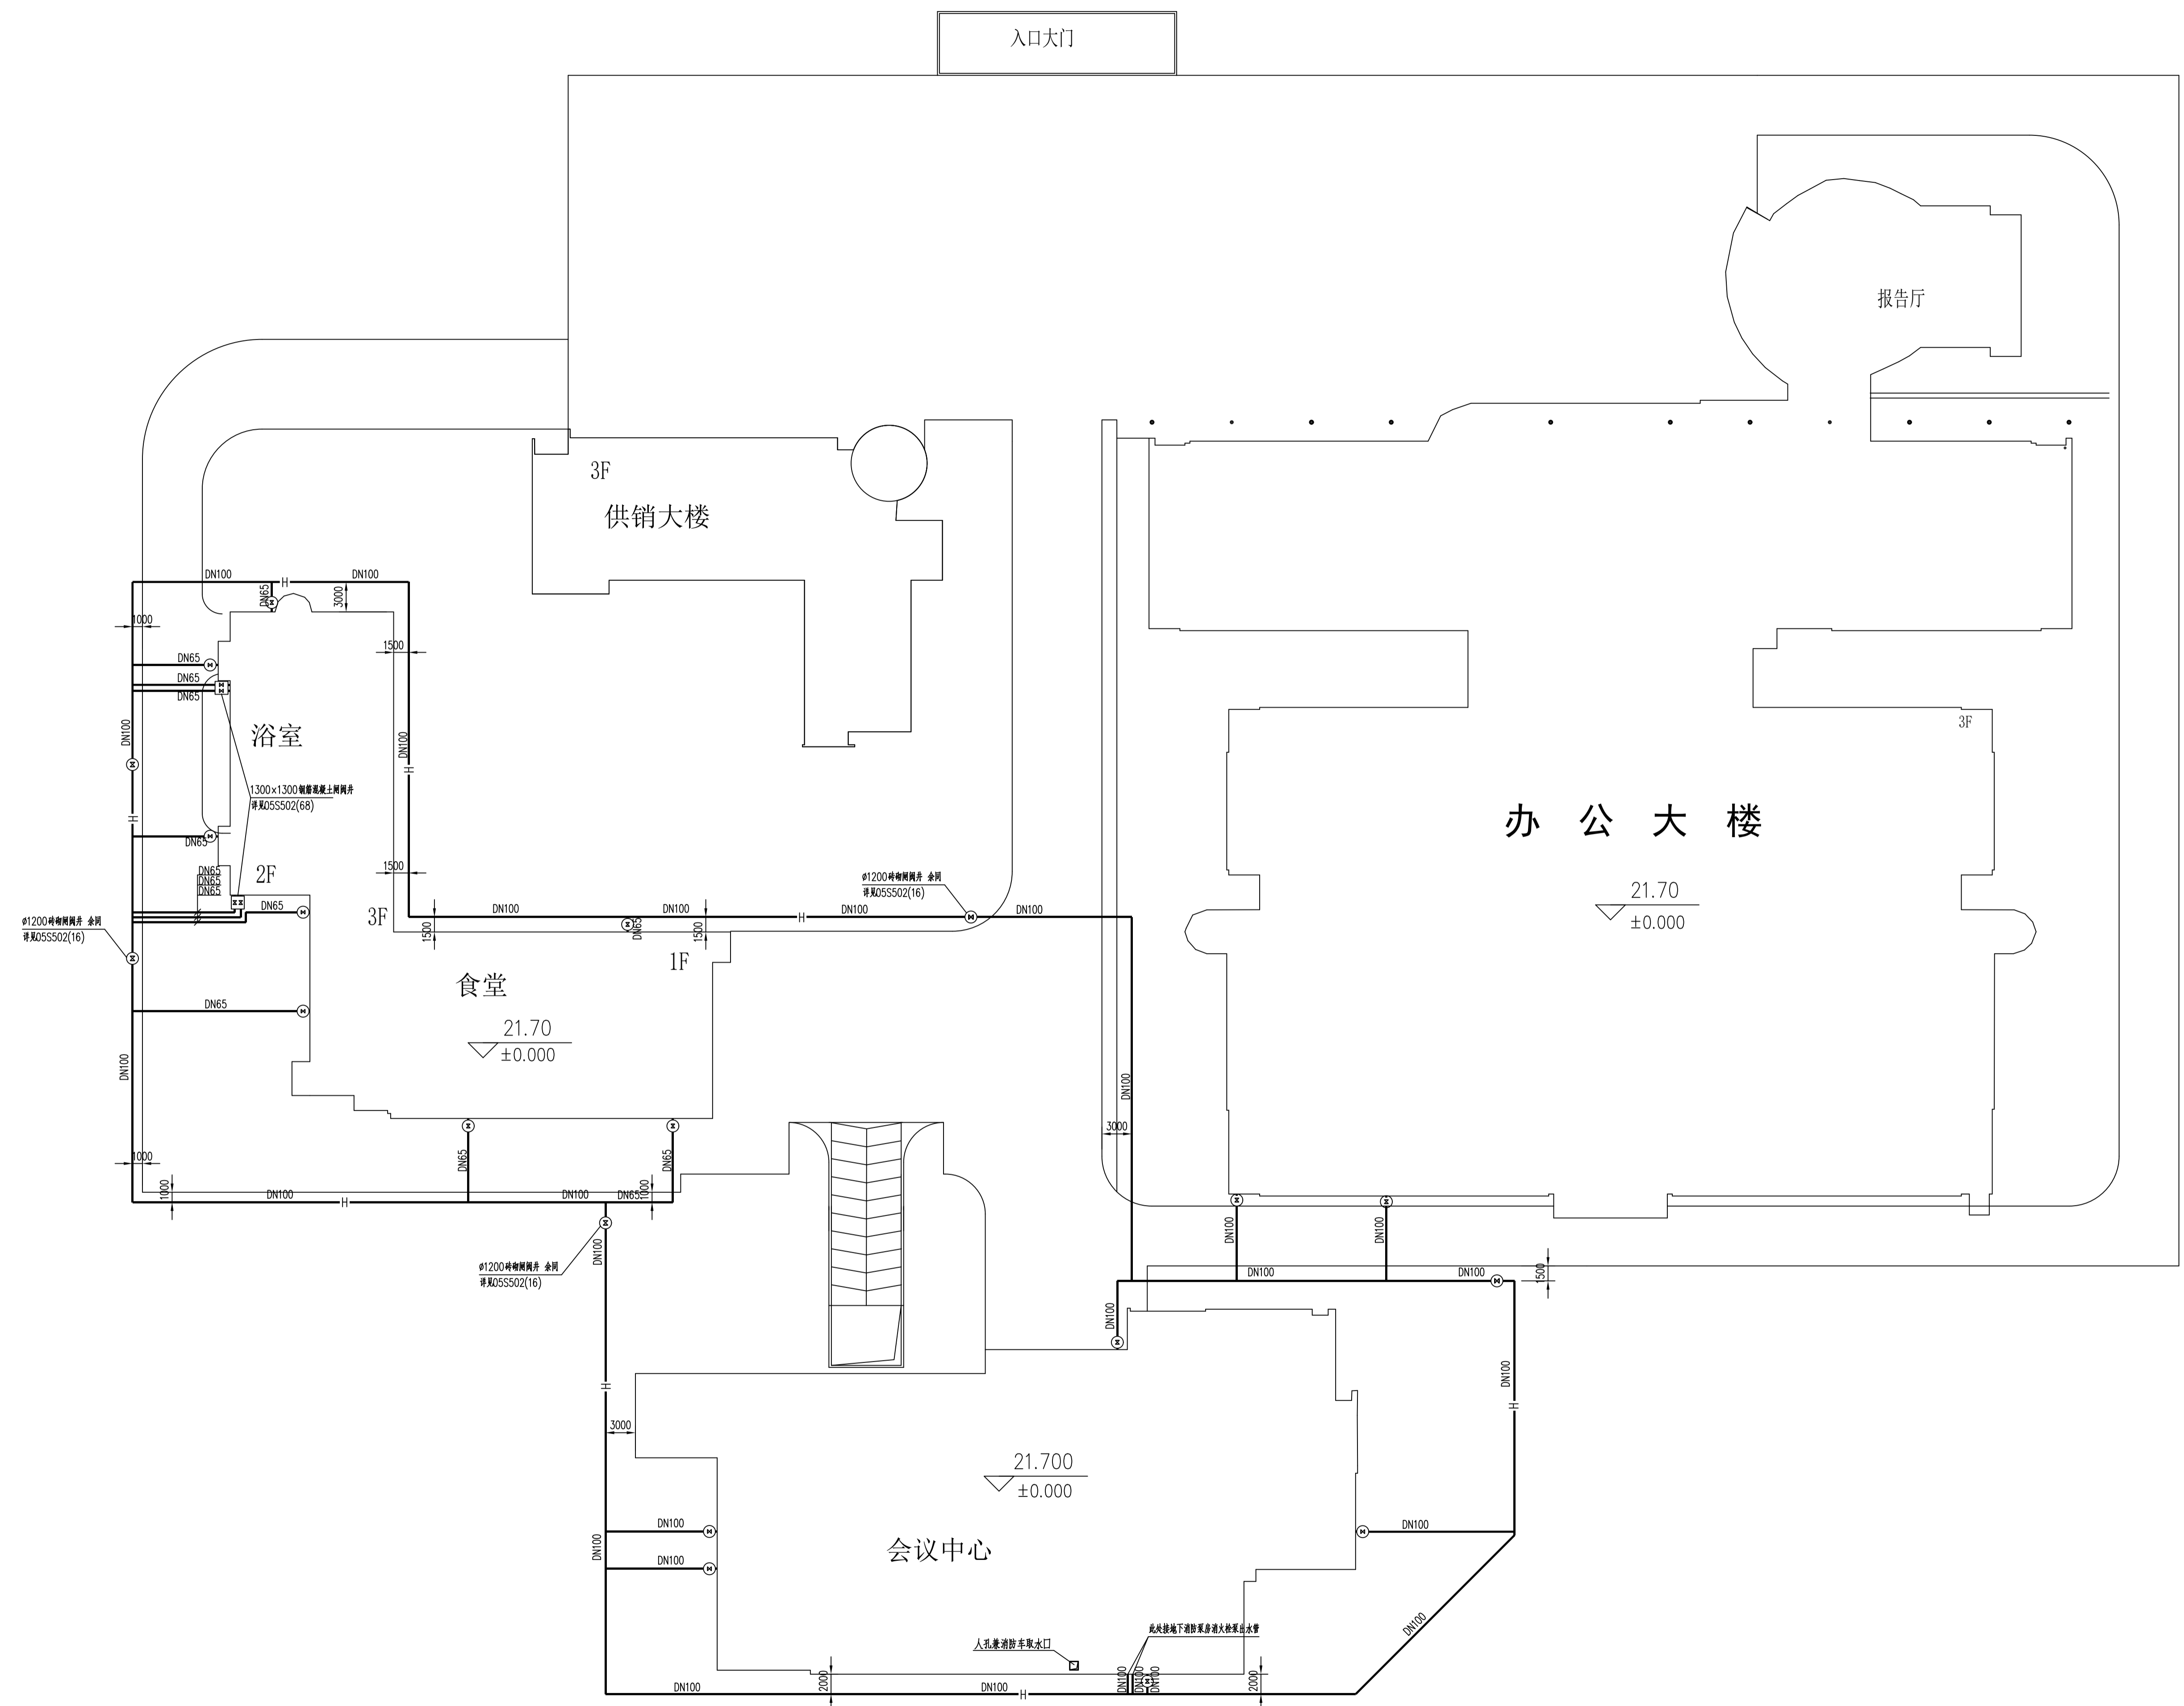 入口大门
报告厅
3F
供销大楼
DN100
H
DN100
DN65
3000
1000
1500
DN65
DN65
DN65
DN100
浴室
3F
DN100
H
1300×1300钢筋混凝土闸阀井
详见05S502(68)
办 公 大 楼
H
DN65
1500
DN65
DN65
DN65
2F
ø1200砖砌闸阀井 余同
详见05S502(16)
21.70
±0.000
DN65
3F
DN100
DN100
H
DN100
DN100
ø1200砖砌闸阀井 余同
详见05S502(16)
1500
DN65
1500
1F
食堂
DN65
21.70
±0.000
DN100
DN100
3000
1000
DN65
DN65
1000
DN100
H
DN100
DN65
1000
DN100
DN100
DN100
ø1200砖砌闸阀井 余同
详见05S502(16)
DN100
DN100
1500
DN100
H
DN100
H
3000
21.700
±0.000
DN100
DN100
DN100
DN100
会议中心
DN100
此处接地下消防泵房消火栓泵出水管
人孔兼消防车取水口
2000
DN100
DN100
DN100
2000
DN100
DN100
H